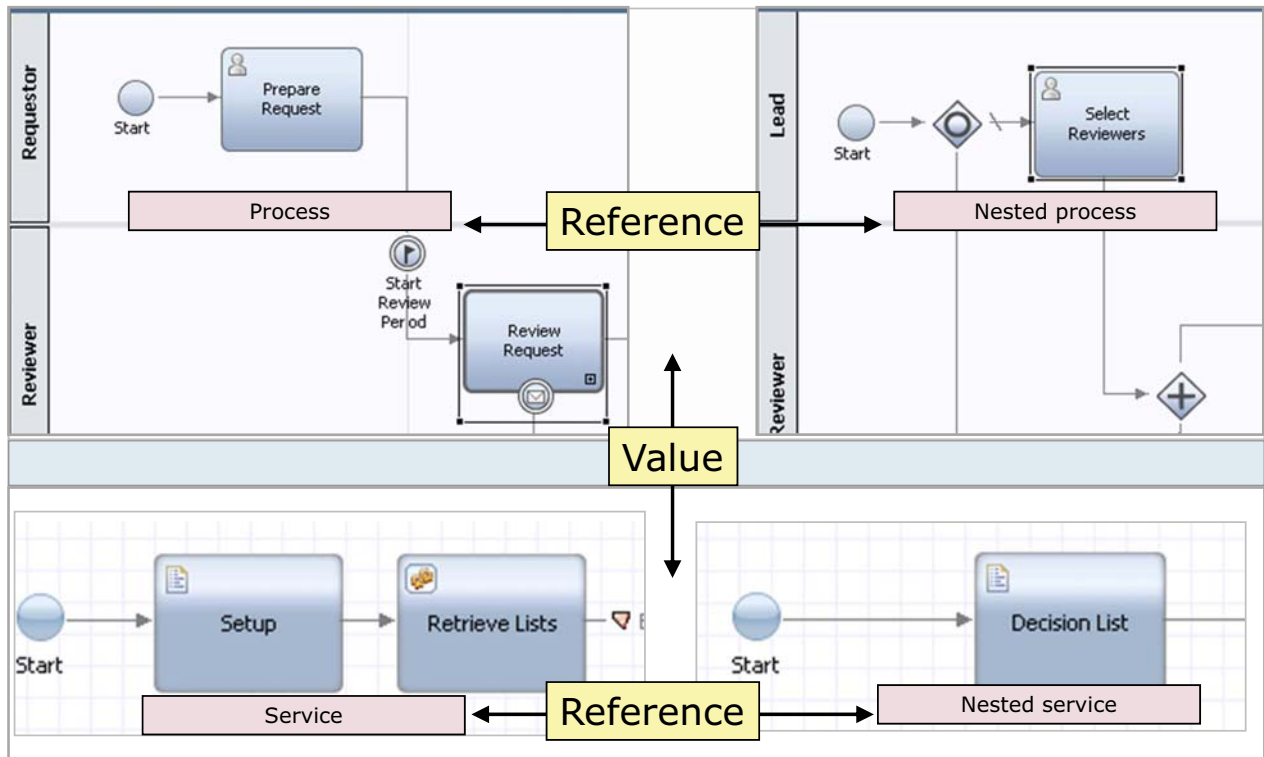 Requestor
Prepare
Request
Start
Process
Reviewer
Start
Review
Period
Review
Request
Reference
Lead
Start
Select
Reviewers
Nested process
Reviewer
Value
Start
Setup
Retrieve Lists
Service
Reference
Start
Decision List
Nested service